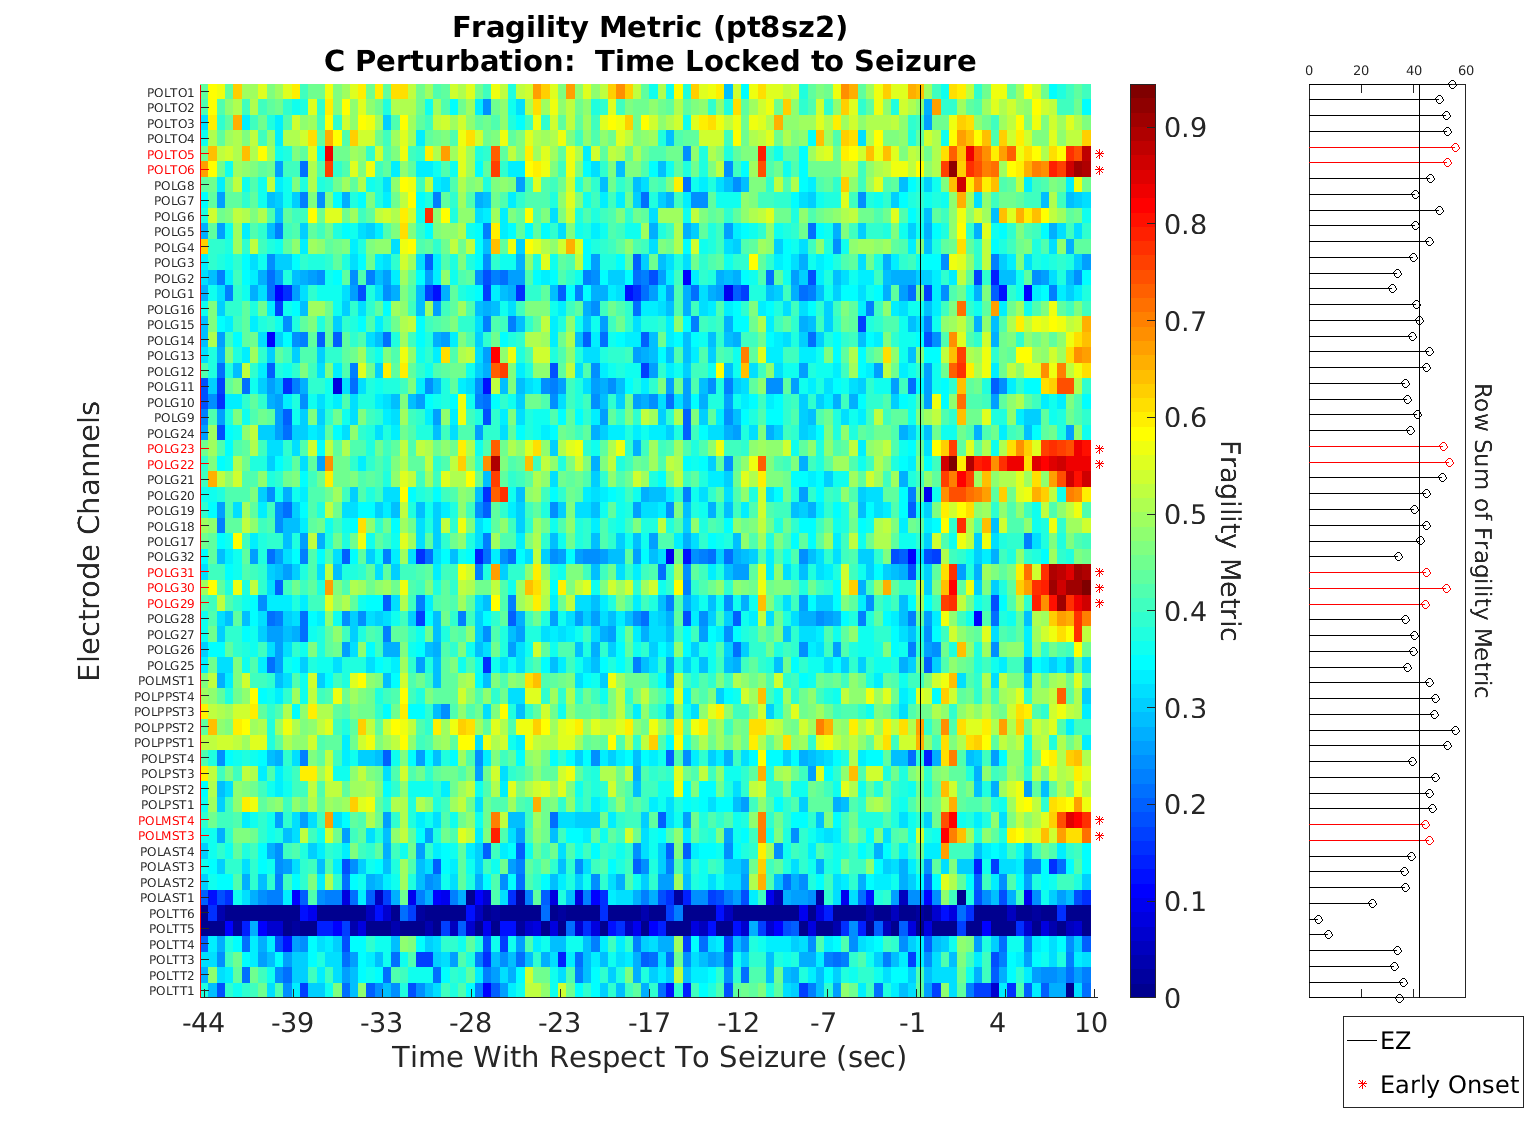 Fragility Metric (pt8sz2)
C Perturbation:  Time Locked to Seizure
Electrode Channels
POLTO1
POLTO2
POLTO3
POLTO4
POLTO5
POLTO6
POLG8
POLG7
POLG6
POLG5
POLG4
POLG3
POLG2
POLG1
POLG16
POLG15
POLG14
POLG13
POLG12
POLG11
POLG10
POLG9
POLG24
POLG23
POLG22
POLG21
POLG20
POLG19
POLG18
POLG17
POLG32
POLG31
POLG30
POLG29
POLG28
POLG27
POLG26
POLG25
POLMST1
POLPPST4
POLPPST3
POLPPST2
POLPPST1
POLPST4
POLPST3
POLPST2
POLPST1
POLMST4
POLMST3
POLAST4
POLAST3
POLAST2
POLAST1
POLTT6
POLTT5
POLTT4
POLTT3
POLTT2
POLTT1
-44 -39 -33 -28 -23 -17 -12 -7 -1 4 10
Time With Respect To Seizure (sec)
0.9
0.8
0.7
0.6
0.5
0.4
0.3
0.2
0.1
0
Fragility Metric
0 20 40 60
Row Sum of Fragility Metric
EZ
Early Onset